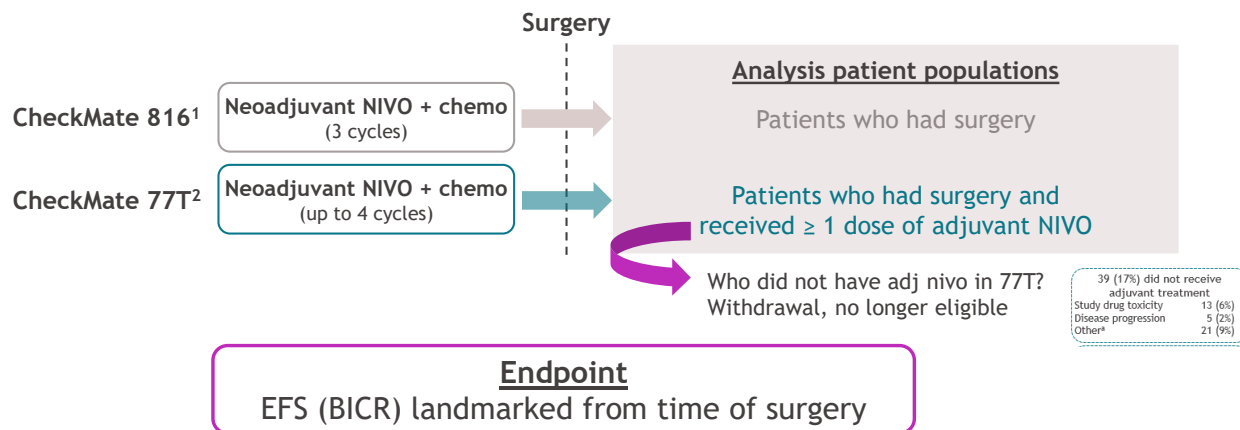 Surgery
Analysis patient populations
CheckMate 816¹
Neoadjuvant NIVO + chemo
(3 cycles)
Patients who had surgery
CheckMate 77T²
Neoadjuvant NIVO + chemo
(up to 4 cycles)
Patients who had surgery and
received ≥ 1 dose of adjuvant NIVO
Who did not have adj nivo in 77T?
Withdrawal, no longer eligible
39 (17%) did not receive
adjuvant treatment
Study drug toxicity 13 (6%)
Disease progression 5 (2%)
Otherᵃ 21 (9%)
Endpoint
EFS (BICR) landmarked from time of surgery